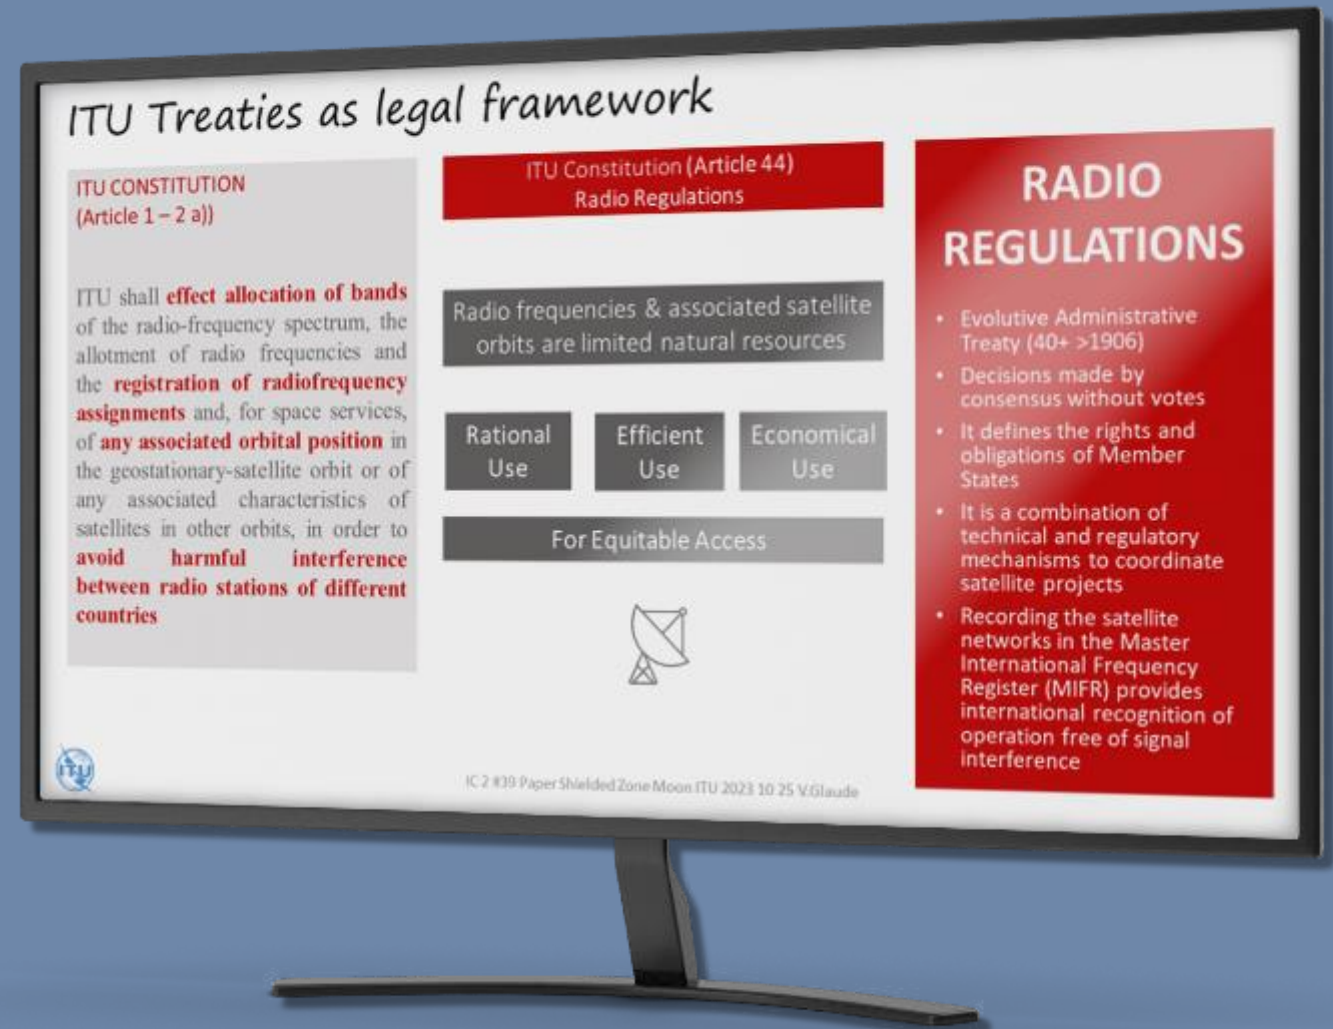 ITU Treaties as legal framework
ITU CONSTITUTION
(Article 1 – 2 a))
ITU shall effect allocation of bands
of the radio-frequency spectrum, the
allotment of radio frequencies and
the registration of radiofrequency
assignments and, for space services,
of any associated orbital position in
the geostationary-satellite orbit or of
any associated characteristics of
satellites in other orbits, in order to
avoid harmful interference
between radio stations of different
countries
ITU Constitution (Article 44)
Radio Regulations
Radio frequencies & associated satellite
orbits are limited natural resources
Rational
Use
Efficient
Use
Economical
Use
For Equitable Access
RADIO
REGULATIONS
• Evolutive Administrative
Treaty (40+ >1906)
• Decisions made by
consensus without votes
• It defines the rights and
obligations of Member
States
• It is a combination of
technical and regulatory
mechanisms to coordinate
satellite projects
• Recording the satellite
networks in the Master
International Frequency
Register (MIFR) provides
international recognition of
operation free of signal
interference
ITU
IC 2 #39 Paper Shielded Zone Moon ITU 2023 10 25 V.Glaude